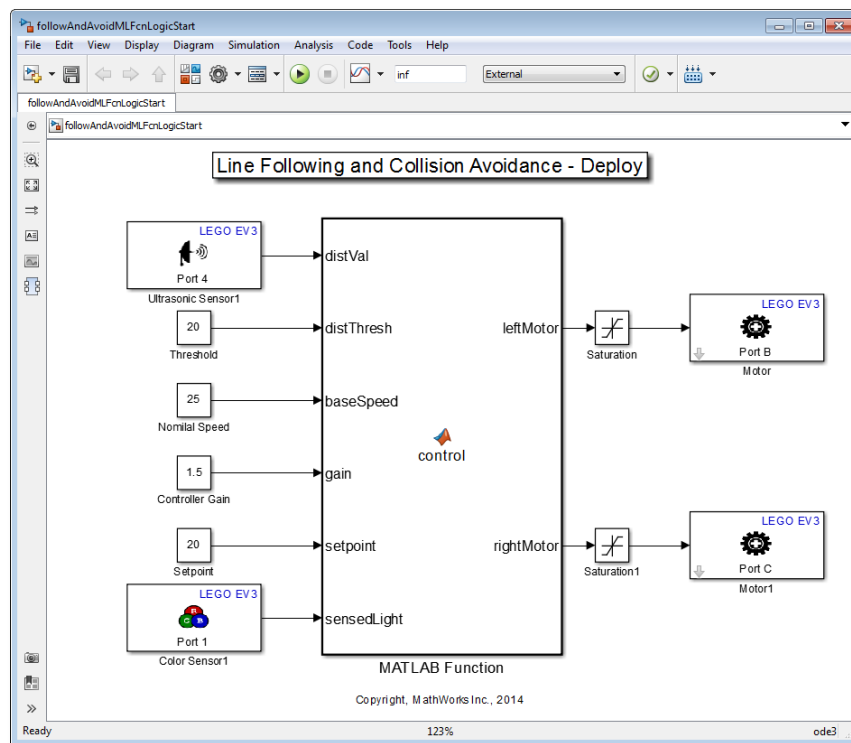 followAndAvoidMLFcnLogicStart
File Edit View Display Diagram Simulation Analysis Code Tools Help
inf External
followAndAvoidMLFcnLogicStart
followAndAvoidMLFcnLogicStart
Line Following and Collision Avoidance - Deploy
LEGO EV3
Port 4
Ultrasonic Sensor1
20
Threshold
25
Nomilal Speed
1.5
Controller Gain
20
Setpoint
LEGO EV3
R
G B
Port 1
Color Sensor1
distVal
distThresh
baseSpeed
gain
setpoint
sensedLight
control
leftMotor
rightMotor
MATLAB Function
Saturation
LEGO EV3
Port B
Motor
Saturation1
LEGO EV3
Port C
Motor1
Copyright, MathWorks Inc., 2014
Ready 123% ode3